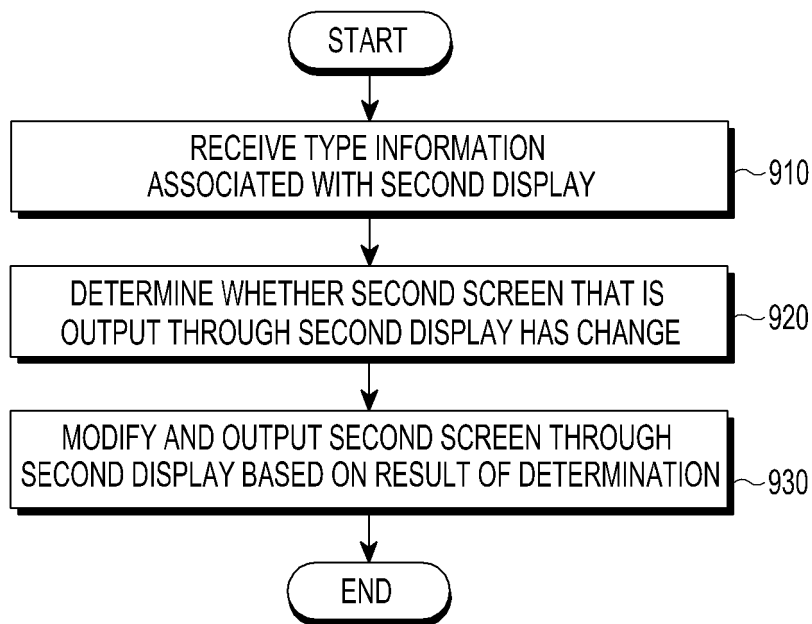 START
RECEIVE TYPE INFORMATION
ASSOCIATED WITH SECOND DISPLAY
910
DETERMINE WHETHER SECOND SCREEN THAT IS
OUTPUT THROUGH SECOND DISPLAY HAS CHANGE
920
MODIFY AND OUTPUT SECOND SCREEN THROUGH
SECOND DISPLAY BASED ON RESULT OF DETERMINATION
930
END